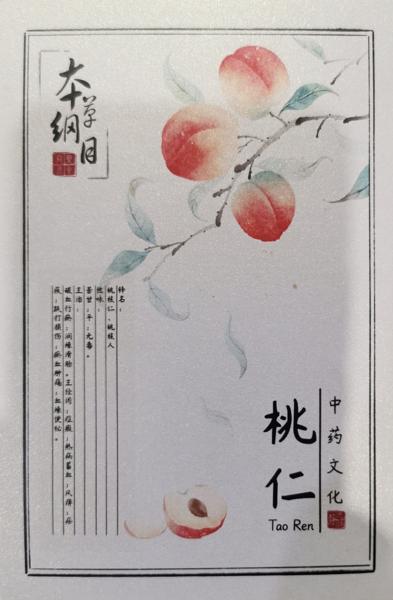 本草纲目
释名：
桃核仁、桃核人
性味：
苦甘；平；无毒。
主治：
破血行瘀；润燥滑肠。主经闭；症瘕；热病蓄血；风痹；疟
疾；跌打损伤；瘀血肿痛；血燥便秘。
中药文化
桃仁
Tao Ren